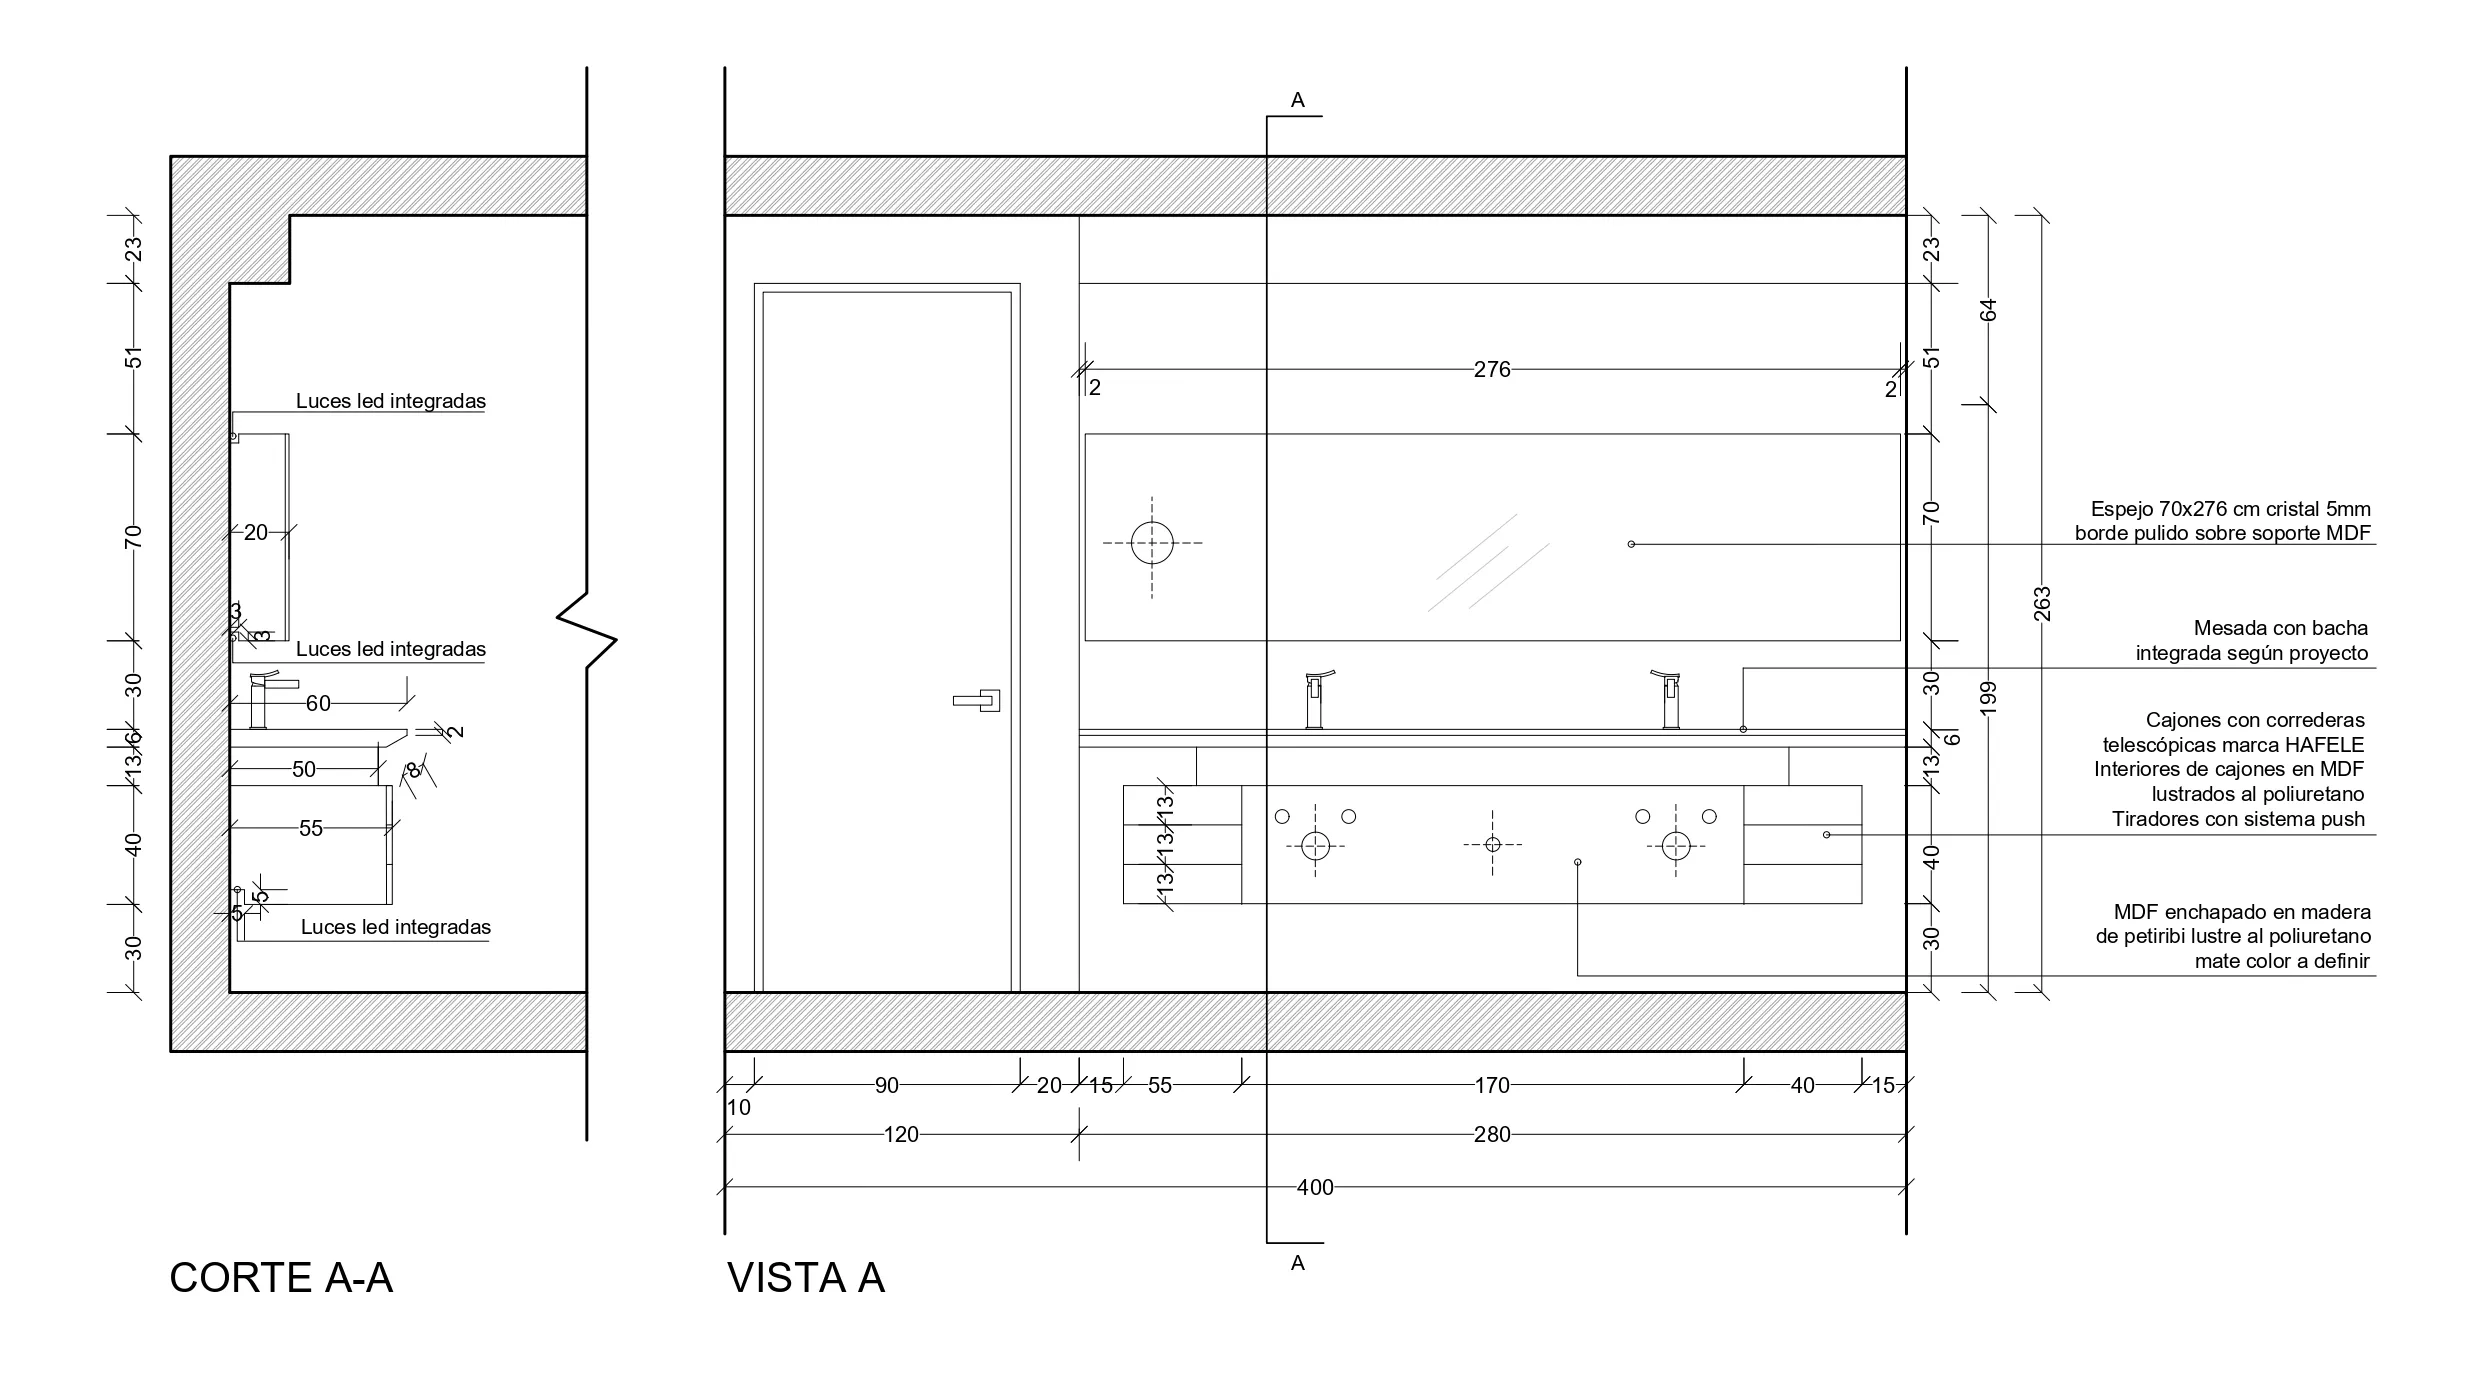 A
23
51
Luces led integradas
70
20
3
3
Luces led integradas
30
60
6
2
13
50
8
40
55
5
5
30
Luces led integradas
276
2
2
23
51
64
70
263
30
199
6
13
40
30
13
13
13
Espejo 70x276 cm cristal 5mm
borde pulido sobre soporte MDF
Mesada con bacha
integrada según proyecto
Cajones con correderas
telescópicas marca HAFELE
Interiores de cajones en MDF
lustrados al poliuretano
Tiradores con sistema push
MDF enchapado en madera
de petiribi lustre al poliuretano
mate color a definir
10
90
20
15
55
170
40
15
120
280
400
A
CORTE A-A
VISTA A